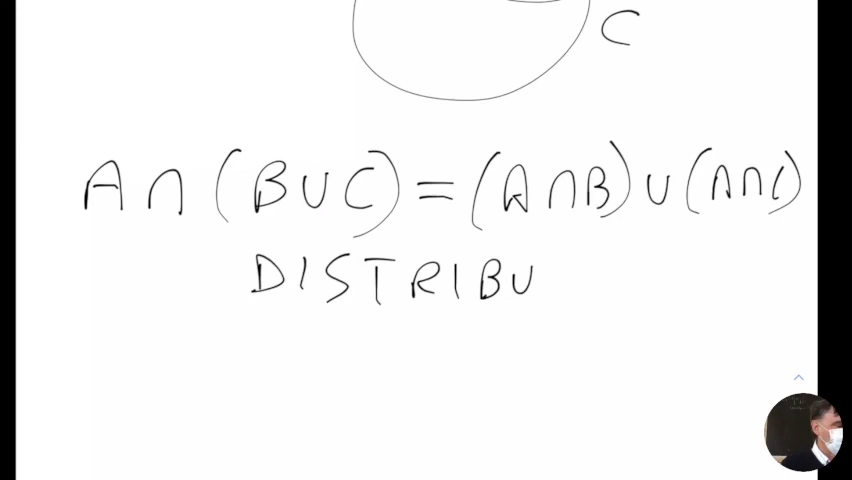 C
A ∩ (B ∪ C) = (A ∩ B) ∪ (A ∩ C)
DISTRIBU